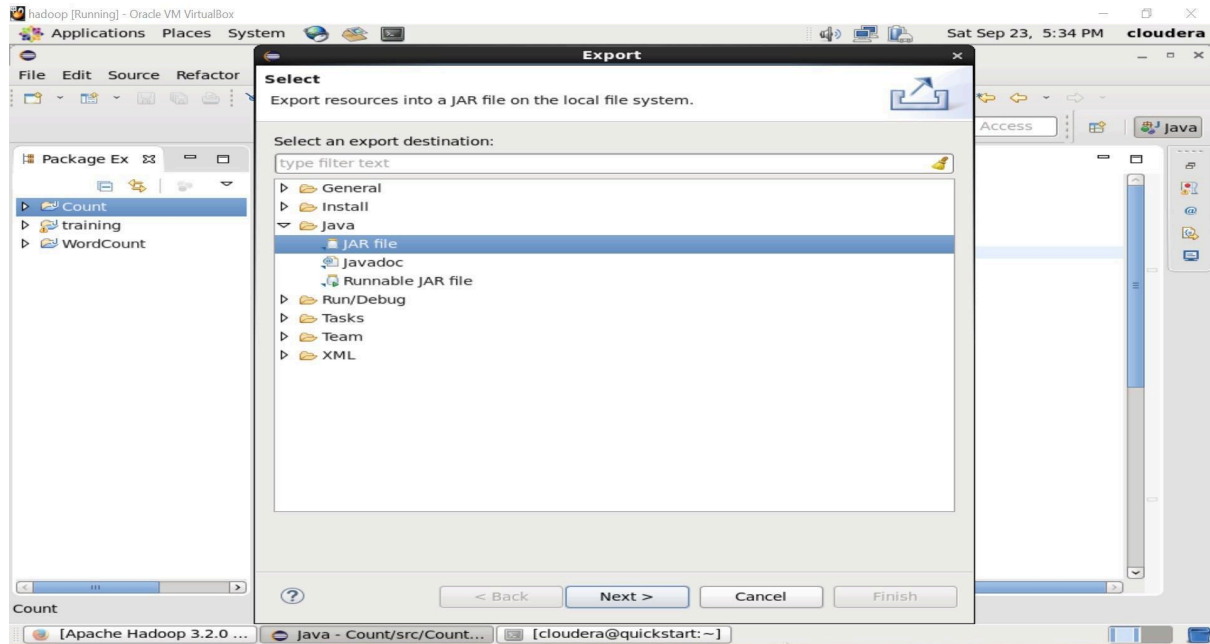 hadoop [Running] - Oracle VM VirtualBox
Applications Places System
Sat Sep 23, 5:34 PM cloudera
Export
File Edit Source Refactor
Select
Export resources into a JAR file on the local file system.
Access
Java
Select an export destination:
type filter text
Package Ex
Count
training
WordCount
General
Install
Java
JAR file
Javadoc
Runnable JAR file
Run/Debug
Tasks
Team
XML
< Back Next > Cancel Finish
Count
[Apache Hadoop 3.2.0 ... Java - Count/src/Count... [cloudera@quickstart:~]